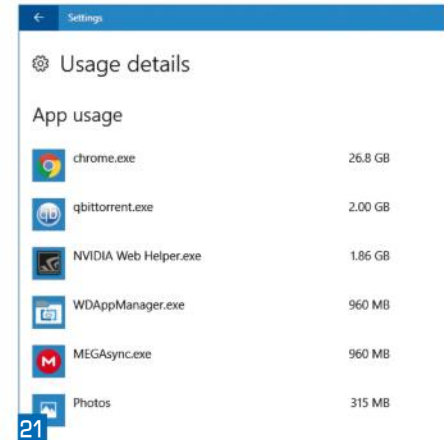 Settings
Usage details
App usage
chrome.exe 26.8 GB
qb qbittorrent.exe 2.00 GB
NVIDIA Web Helper.exe 1.86 GB
WDAppManager.exe 960 MB
M MEGAsync.exe 960 MB
Photos 315 MB
21